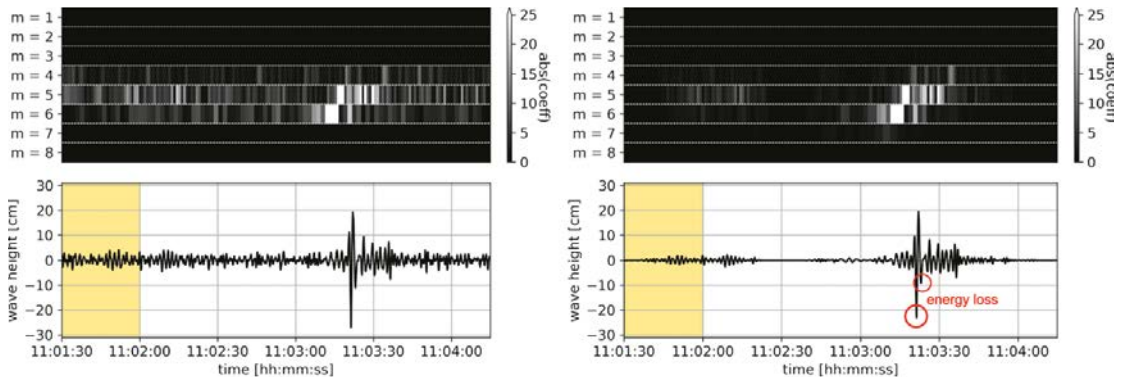 m = 1
m = 2
m = 3
m = 4
m = 5
m = 6
m = 7
m = 8
25
20
15
10
5
0
abs(coeff)
m = 1
m = 2
m = 3
m = 4
m = 5
m = 6
m = 7
m = 8
25
20
15
10
5
0
abs(coeff)
wave height [cm]
30
20
10
0
−10
−20
−30
11:01:30 11:02:00 11:02:30 11:03:00 11:03:30 11:04:00
time [hh:mm:ss]
wave height [cm]
30
20
10
0
−10
−20
−30
energy loss
11:01:30 11:02:00 11:02:30 11:03:00 11:03:30 11:04:00
time [hh:mm:ss]